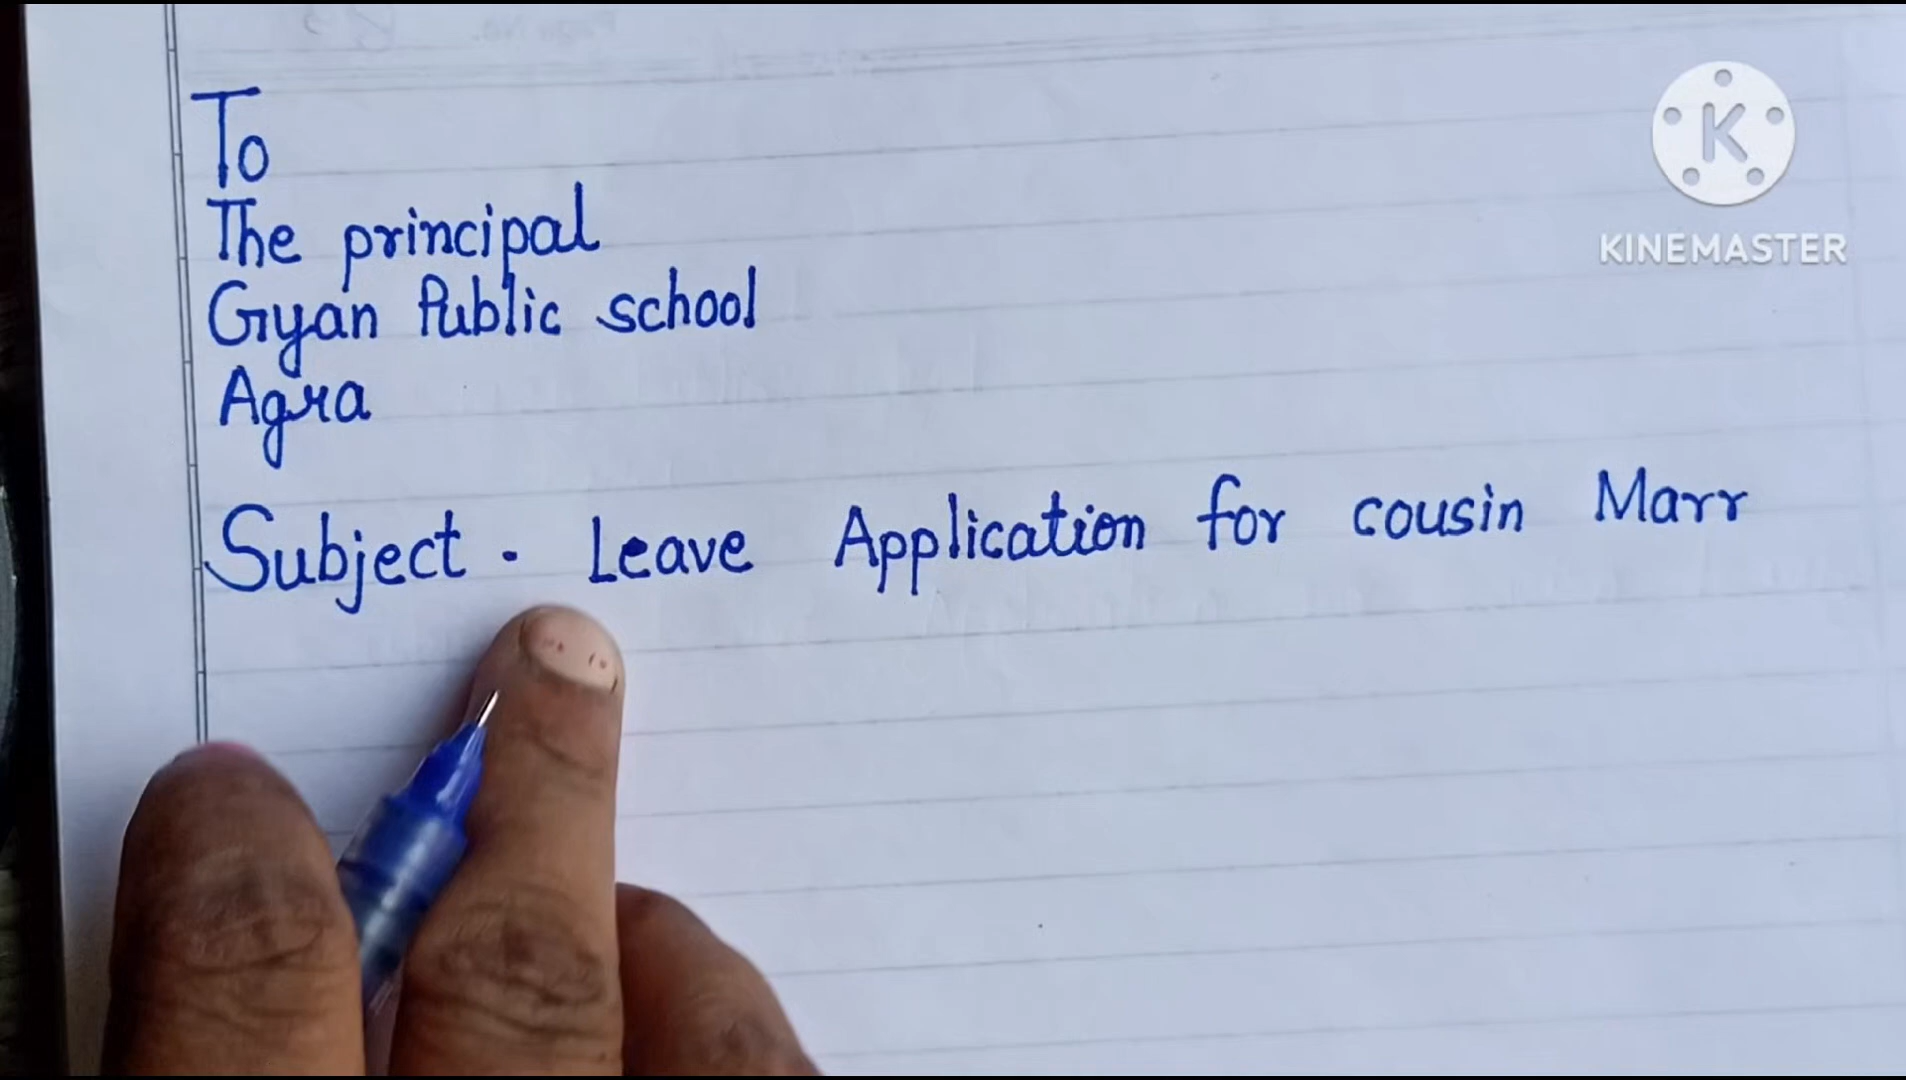 To
The principal
Gyan Public school
Agra
Subject - Leave Application for cousin Marr
K
KINEMASTER